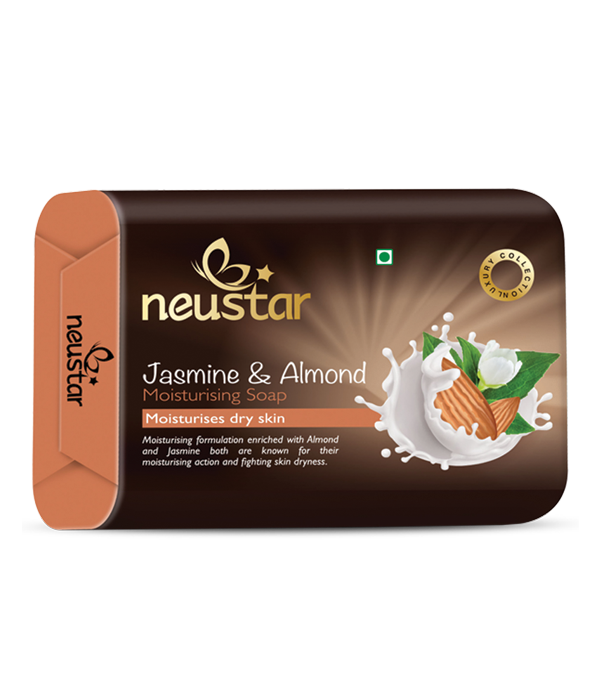 neustar
neustar
LUXURY COLLECTION
Jasmine & Almond
Moisturising Soap
Moisturises dry skin
Moisturising formulation enriched with Almond
and Jasmine both are known for their
moisturising action and fighting skin dryness.